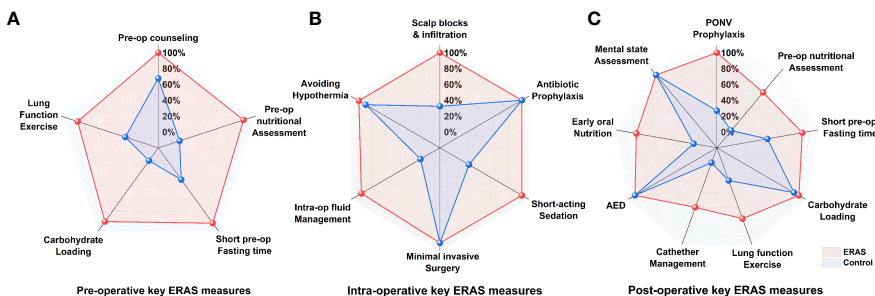 A
Pre-op counseling
100%
80%
60%
40%
20%
0%
Lung
Function
Exercise
Pre-op
nutritional
Assessment
Carbohydrate
Loading
Short pre-op
Fasting time
Pre-operative key ERAS measures
B
Scalp blocks
& infiltration
100%
80%
60%
40%
20%
0%
Avoiding
Hypothermia
Antibiotic
Prophylaxis
Intra-op fluid
Management
Short-acting
Sedation
Minimal invasive
Surgery
Intra-operative key ERAS measures
C
PONV
Prophylaxis
100%
80%
60%
40%
20%
0%
Mental state
Assessment
Pre-op nutritional
Assessment
Early oral
Nutrition
Short pre-op
Fasting time
AED
Carbohydrate
Loading
Cathether
Management
Lung function
Exercise
ERAS
Control
Post-operative key ERAS measures